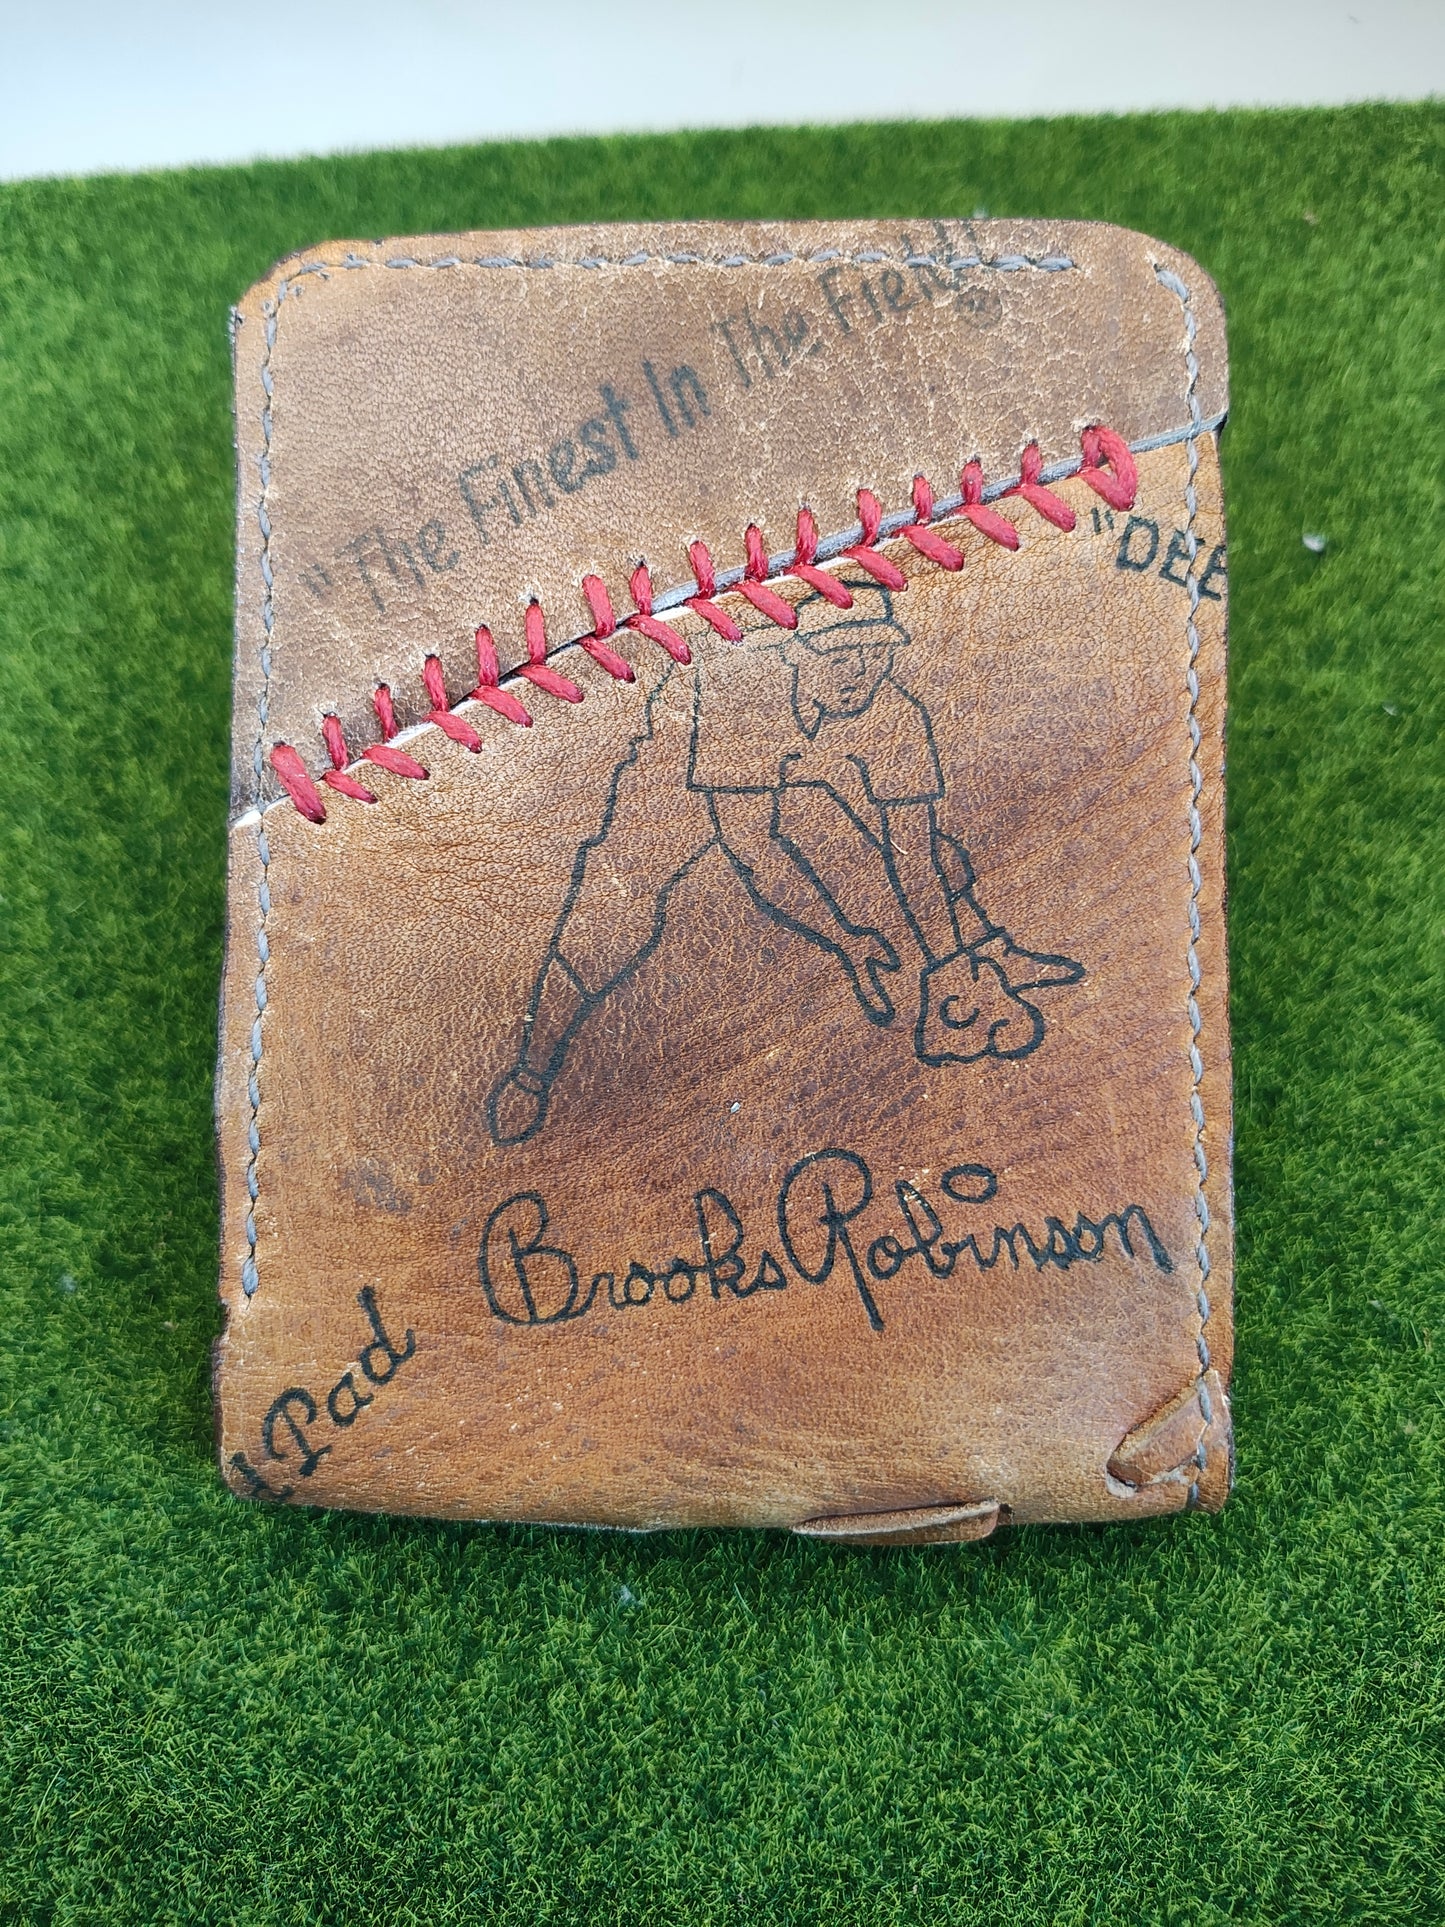 "The Finest In The Field"
"DEE
Brooks Robinson
Pad